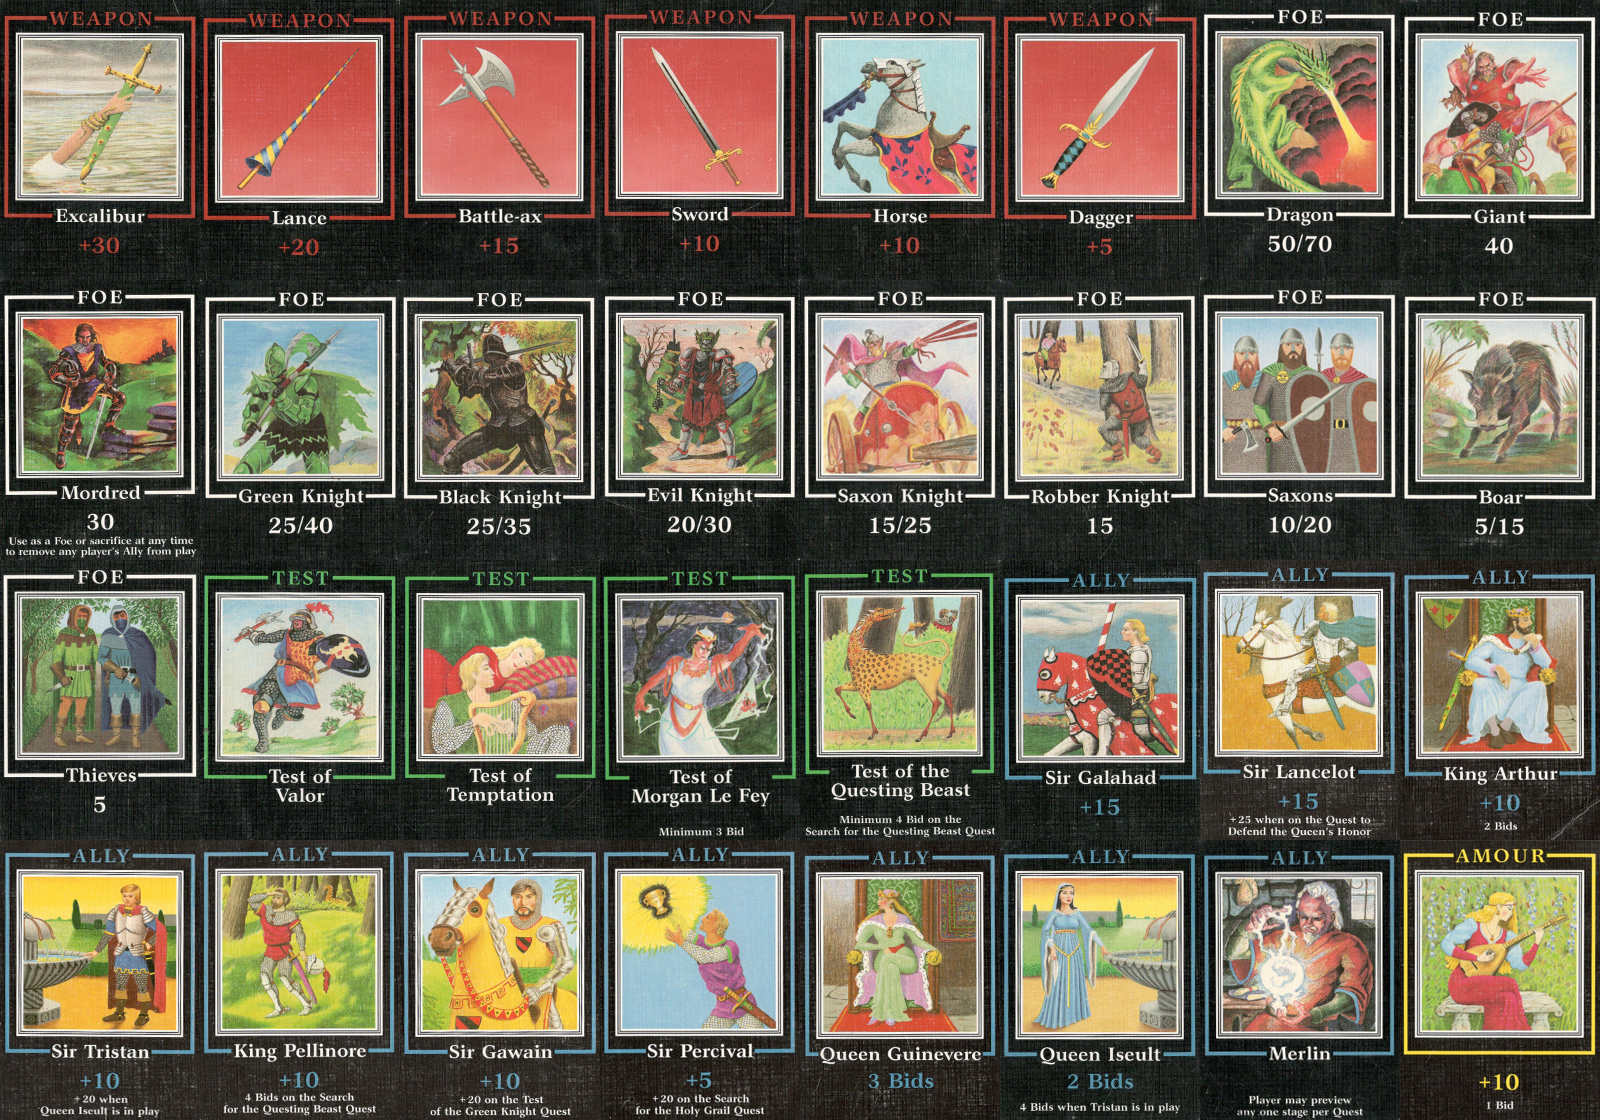 WEAPON
Excalibur
+30
WEAPON
Lance
+20
WEAPON
Battle-ax
+15
WEAPON
Sword
+10
WEAPON
Horse
+10
WEAPON
Dagger
+5
FOE
Dragon
50/70
FOE
Giant
40
FOE
Mordred
30
Use as a Foe or sacrifice at any time
to remove any player's Ally from play
FOE
Green Knight
25/40
FOE
Black Knight
25/35
FOE
Evil Knight
20/30
FOE
Saxon Knight
15/25
FOE
Robber Knight
15
FOE
Saxons
10/20
FOE
Boar
5/15
FOE
Thieves
5
TEST
Test of
Valor
TEST
Test of
Temptation
TEST
Test of
Morgan Le Fey
Minimum 3 Bid
TEST
Test of the
Questing Beast
Minimum 4 Bid on the
Search for the Questing Beast Quest
ALLY
Sir Galahad
+15
ALLY
Sir Lancelot
+15
+25 when on the Quest to
Defend the Queen's Honor
ALLY
King Arthur
+10
2 Bids
ALLY
Sir Tristan
+10
+20 when
Queen Iseult is in play
ALLY
King Pellinore
+10
4 Bids on the Search
for the Questing Beast Quest
ALLY
Sir Gawain
+10
+20 on the Test
of the Green Knight Quest
ALLY
Sir Percival
+5
+20 on the Search
for the Holy Grail Quest
ALLY
Queen Guinevere
3 Bids
ALLY
Queen Iseult
2 Bids
4 Bids when Tristan is in play
ALLY
Merlin
Player may preview
any one stage per Quest
AMOUR
+10
1 Bid